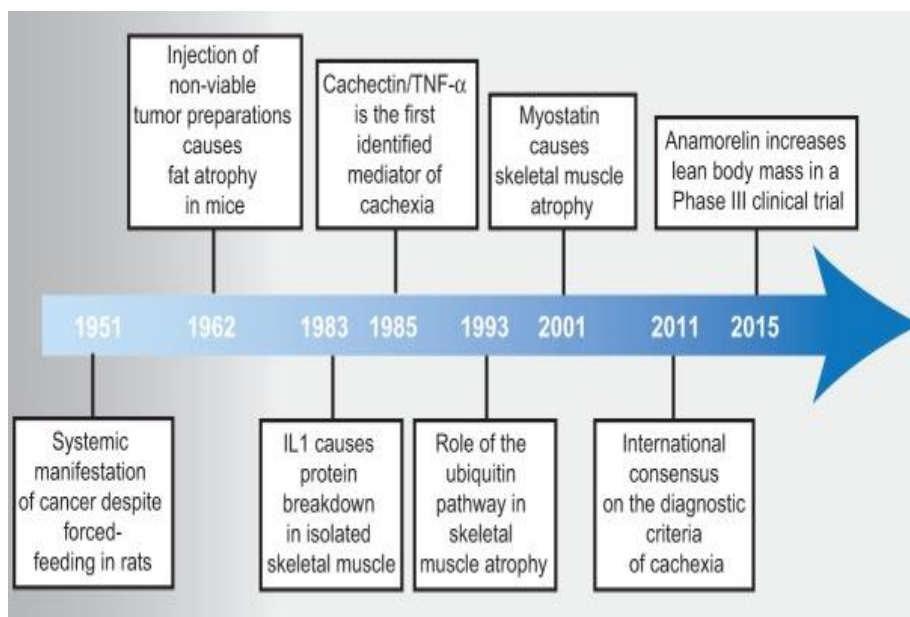 Injection of
non-viable
tumor preparations
causes
fat atrophy
in mice
Cachectin/TNF-α
is the first
identified
mediator of
cachexia
Myostatin
causes
skeletal muscle
atrophy
Anamorelin increases
lean body mass in a
Phase III clinical trial
1951 1962 1983 1985 1993 2001 2011 2015
Systemic
manifestation
of cancer despite
forced-
feeding in rats
IL1 causes
protein
breakdown
in isolated
skeletal muscle
Role of the
ubiquitin
pathway in
skeletal
muscle atrophy
International
consensus
on the diagnostic
criteria
of cachexia